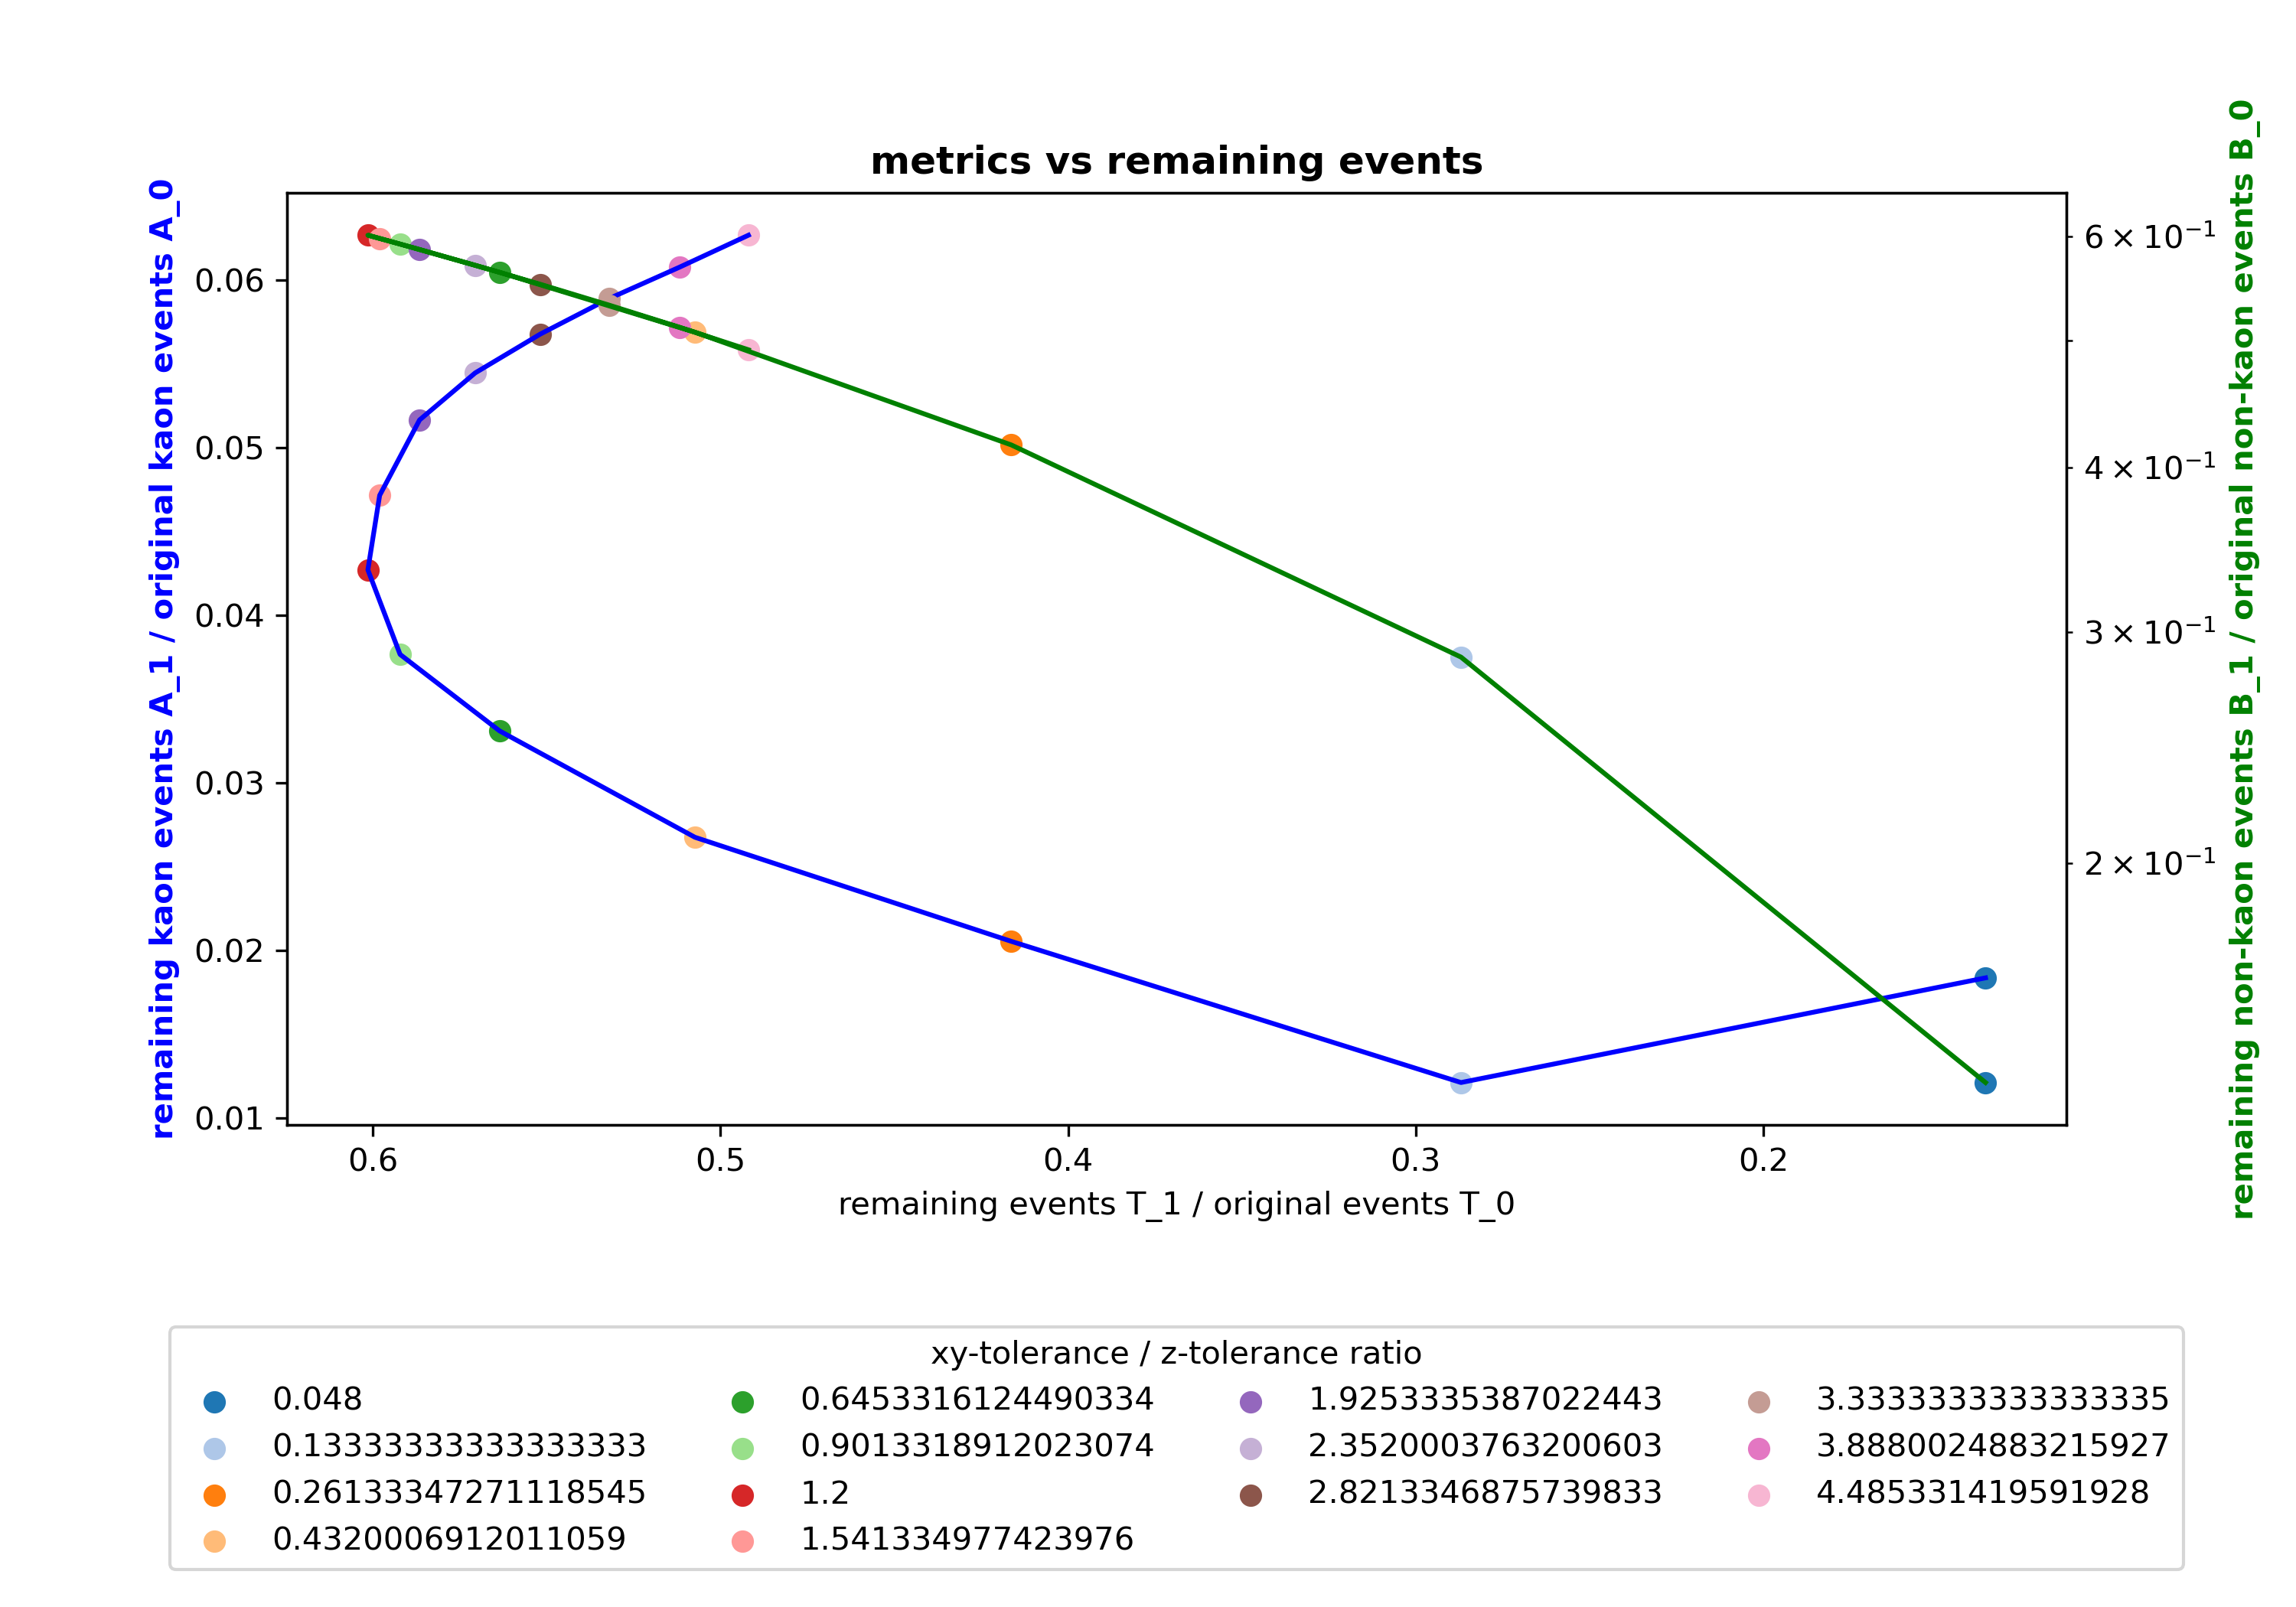 metrics vs remaining events
remaining kaon events A_1 / original kaon events A_0
0.06
0.05
0.04
0.03
0.02
0.01
6 × 10⁻¹
4 × 10⁻¹
3 × 10⁻¹
2 × 10⁻¹
remaining non-kaon events B_1 / original non-kaon events B_0
0.6 0.5 0.4 0.3 0.2
remaining events T_1 / original events T_0
xy-tolerance / z-tolerance ratio
0.048
0.13333333333333333
0.26133347271118545
0.4320006912011059
0.6453316124490334
0.9013318912023074
1.2
1.541334977423976
1.9253335387022443
2.3520003763200603
2.8213346875739833
3.3333333333333335
3.8880024883215927
4.485331419591928